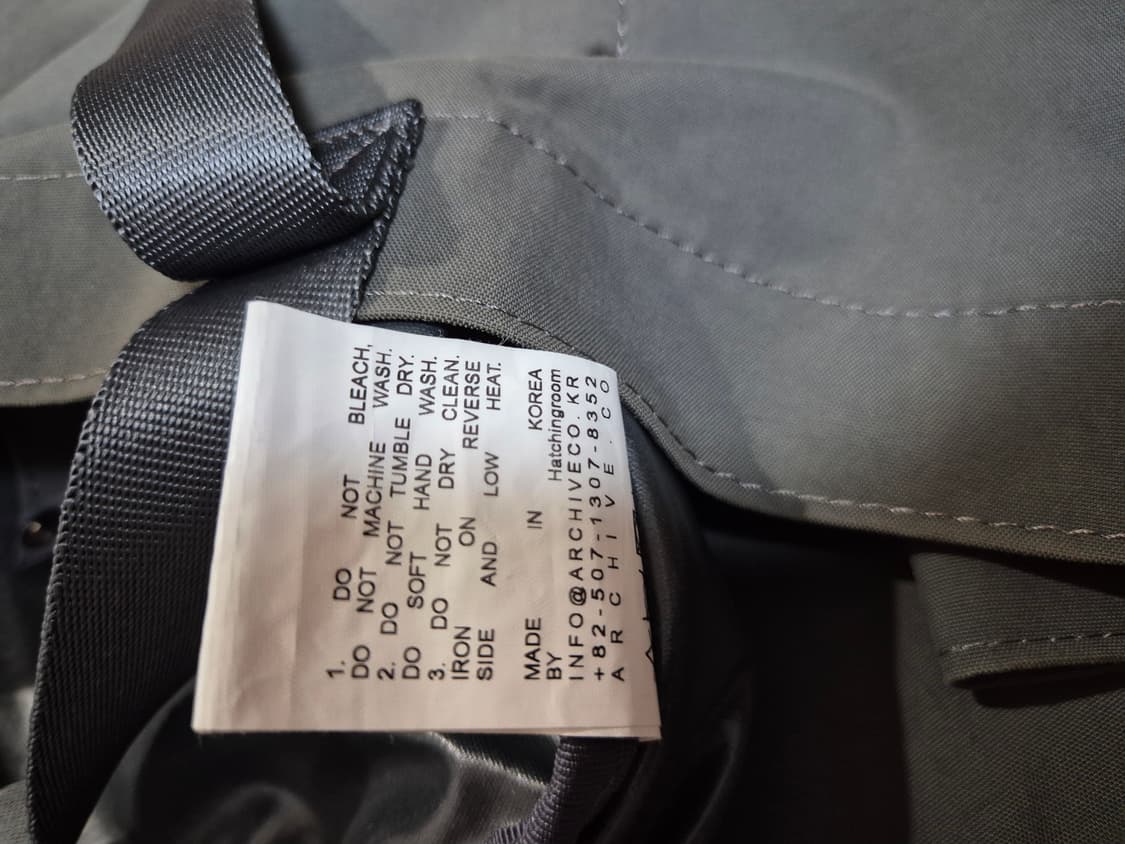 1. DO NOT BLEACH,
DO NOT MACHINE WASH.
2. DO NOT TUMBLE DRY.
DO SOFT HAND WASH.
3. DO NOT DRY CLEAN.
IRON ON REVERSE
SIDE AND LOW HEAT.
MADE IN KOREA
BY Hatchingroom
INFO@ARCHIVECO.KR
+82-507-1307-8352
ARCHIVE.CO